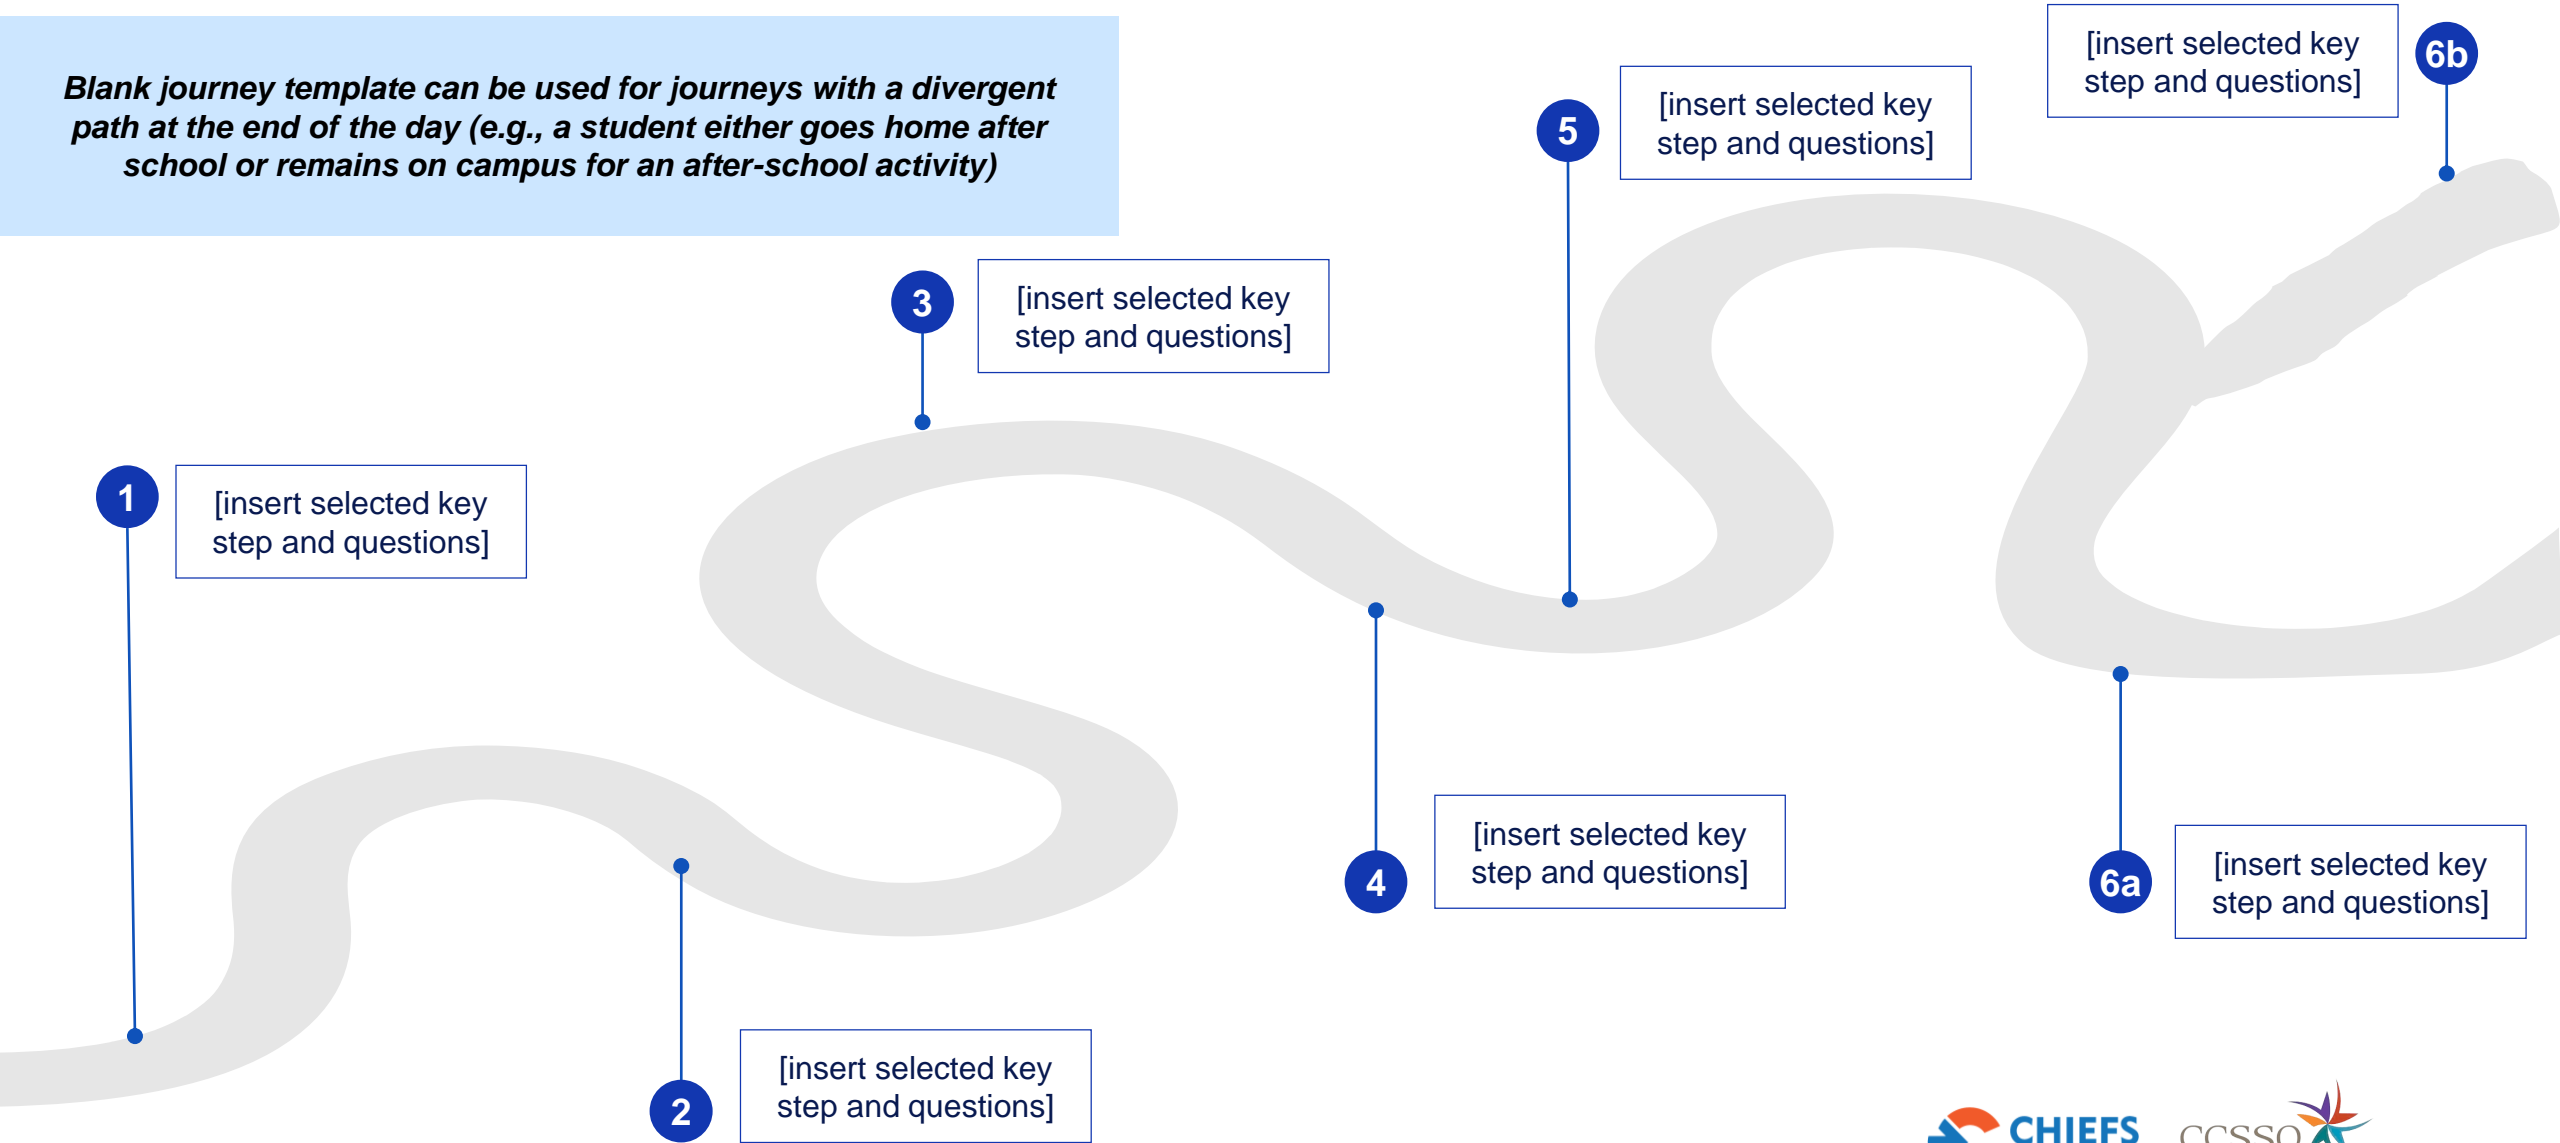 Blank journey template can be used for journeys with a divergent
path at the end of the day (e.g., a student either goes home after
school or remains on campus for an after-school activity)
1
[insert selected key
step and questions]
2
[insert selected key
step and questions]
3
[insert selected key
step and questions]
4
[insert selected key
step and questions]
5
[insert selected key
step and questions]
6a
[insert selected key
step and questions]
6b
[insert selected key
step and questions]
CHIEFS
CCSSO